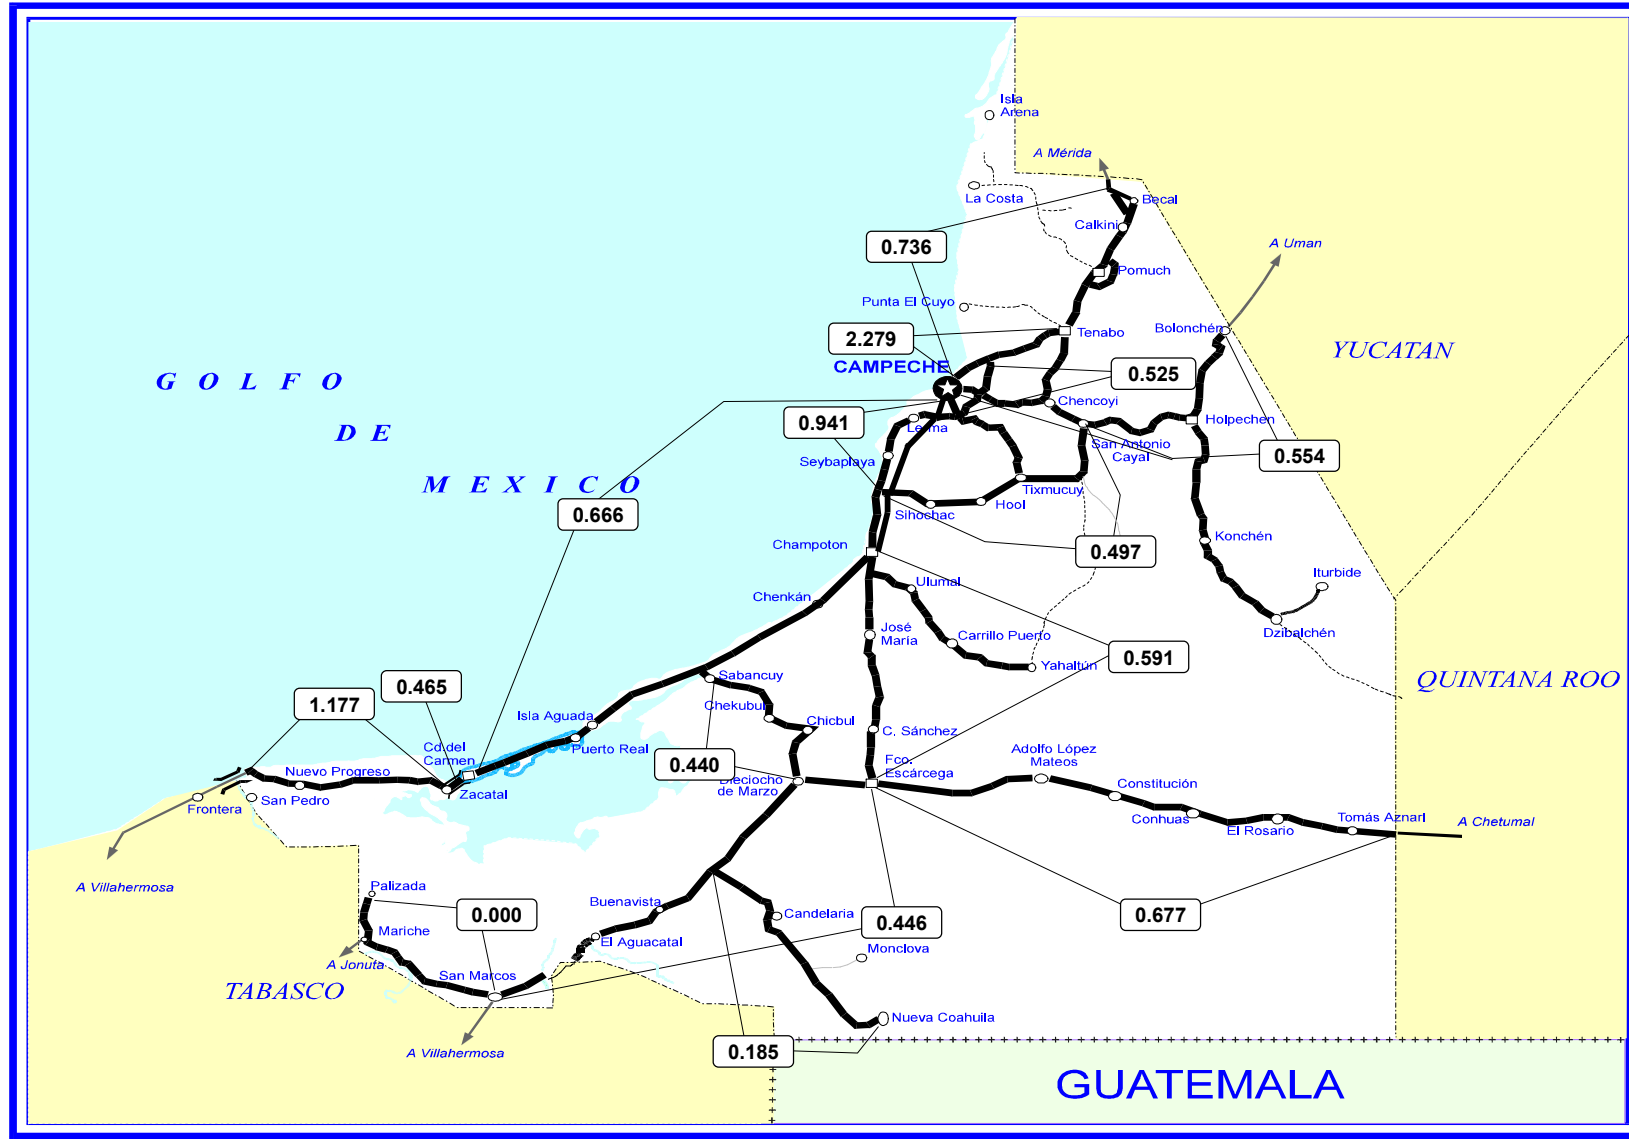 Isla
Arena
A Mérida
La Costa
Becal
Calkini
0.736
A Uman
Pomuch
Punta El Cuyo
2.279
Tenabo
Bolonchén
YUCATAN
CAMPECHE
0.525
G O L F O
Chencoyi
0.941
Lerma
Holpechen
D E
San Antonio
Cayal
0.554
Seybaplaya
M E X I C O
Tixmucuy
0.666
Sihochac
Hool
Champoton
0.497
Konchén
Iturbide
Ulumal
Chenkán
José
María
Carrillo Puerto
Dzibalchén
0.591
Yahaltún
Sabancuy
QUINTANA ROO
0.465
1.177
Chekubul
Isla Aguada
Chicbul
C. Sánchez
Puerto Real
Cd.del
Carmen
Adolfo López
Mateos
0.440
Fco.
Escárcega
Nuevo Progreso
Dieciocho
de Marzo
Constitución
Zacatal
San Pedro
Frontera
Conhuas
El Rosario
Tomás Aznarl
A Chetumal
A Villahermosa
Palizada
Buenavista
0.000
Candelaria
0.446
0.677
Mariche
El Aguacatal
Monclova
A Jonuta
San Marcos
TABASCO
Nueva Coahuila
A Villahermosa
0.185
GUATEMALA